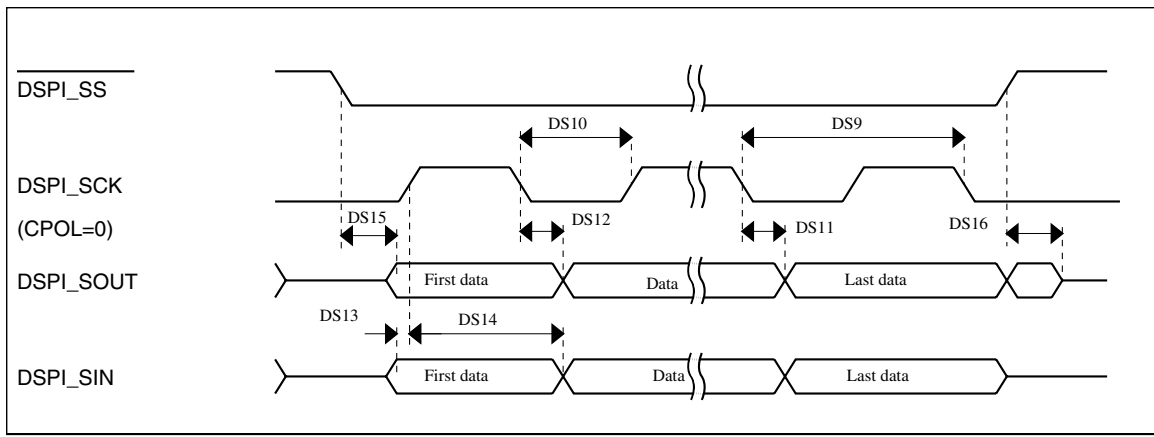 DSPI_SS
DS10
DS9
DSPI_SCK
(CPOL=0)
DS15
DS12
DS11
DS16
DSPI_SOUT
First data
Data
Last data
DS13
DS14
DSPI_SIN
First data
Data
Last data